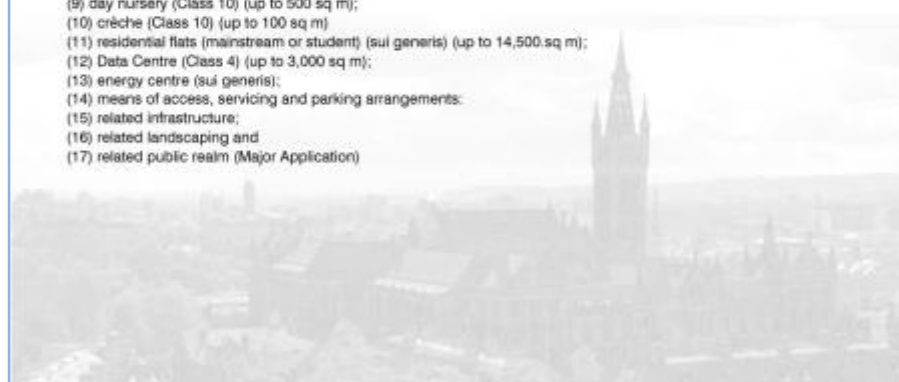 (9) day nursery (Class 10) (up to 500 sq m);
(10) crèche (Class 10) (up to 100 sq m)
(11) residential flats (mainstream or student) (sui generis) (up to 14,500.sq m);
(12) Data Centre (Class 4) (up to 3,000 sq m);
(13) energy centre (sui generis);
(14) means of access, servicing and parking arrangements:
(15) related infrastructure;
(16) related landscaping and
(17) related public realm (Major Application)